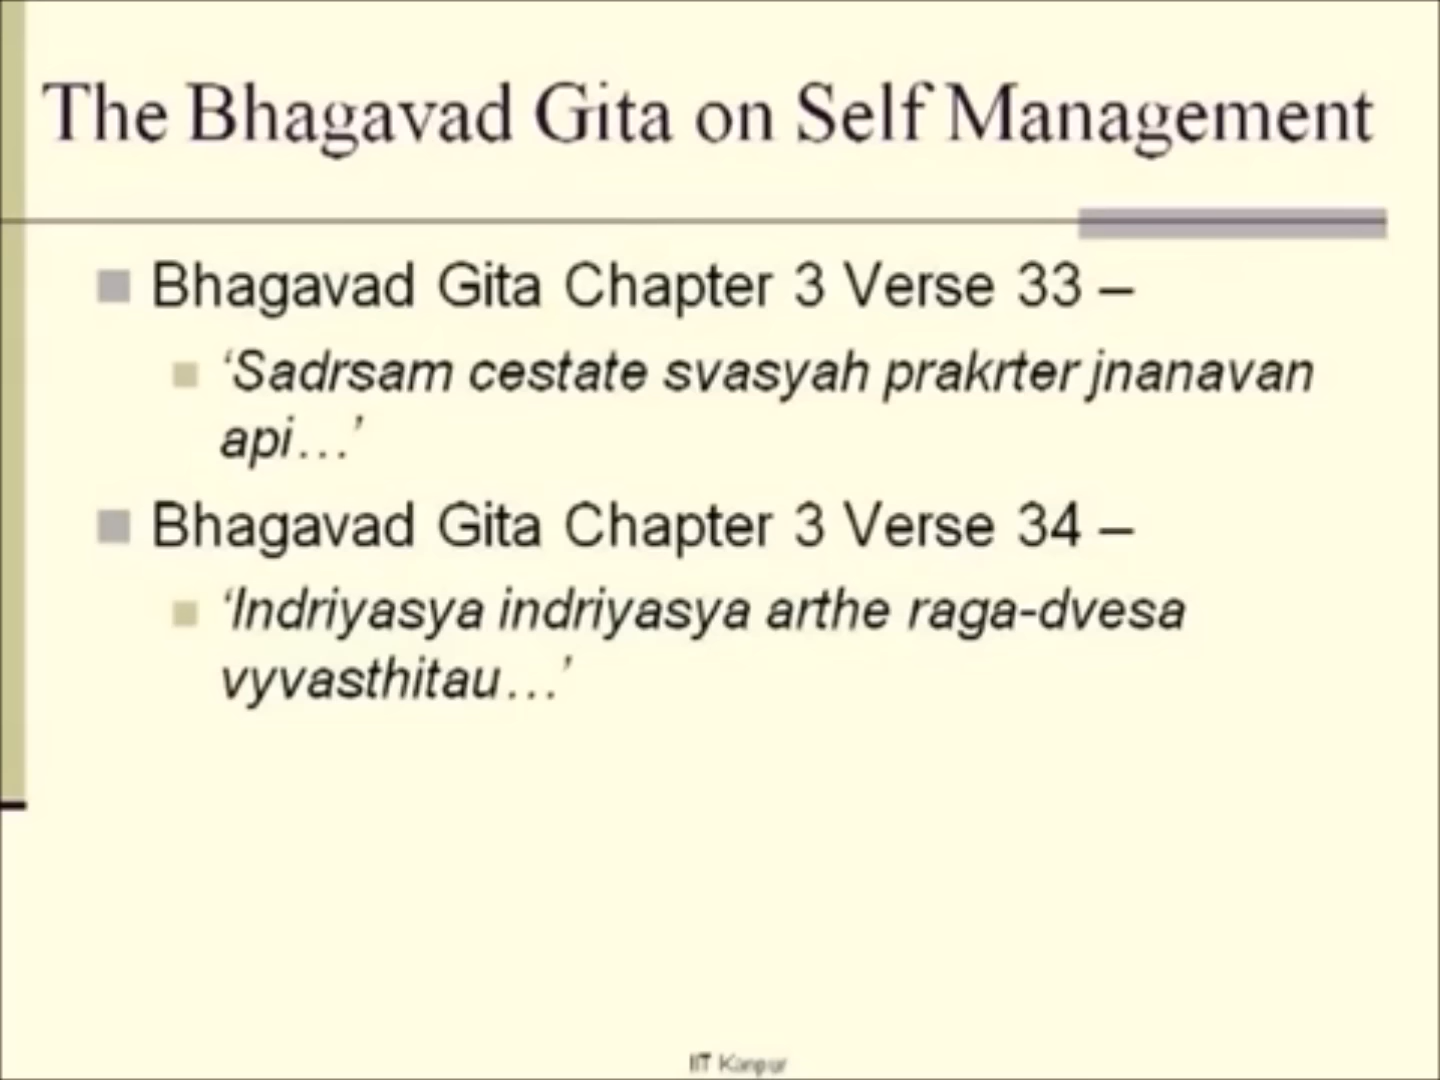 The Bhagavad Gita on Self Management
Bhagavad Gita Chapter 3 Verse 33 –
‘Sadrsam cestate svasyah prakrter jnanavan
api…’
Bhagavad Gita Chapter 3 Verse 34 –
‘Indriyasya indriyasya arthe raga-dvesa
vyvasthitau…’
IIT Kanpur